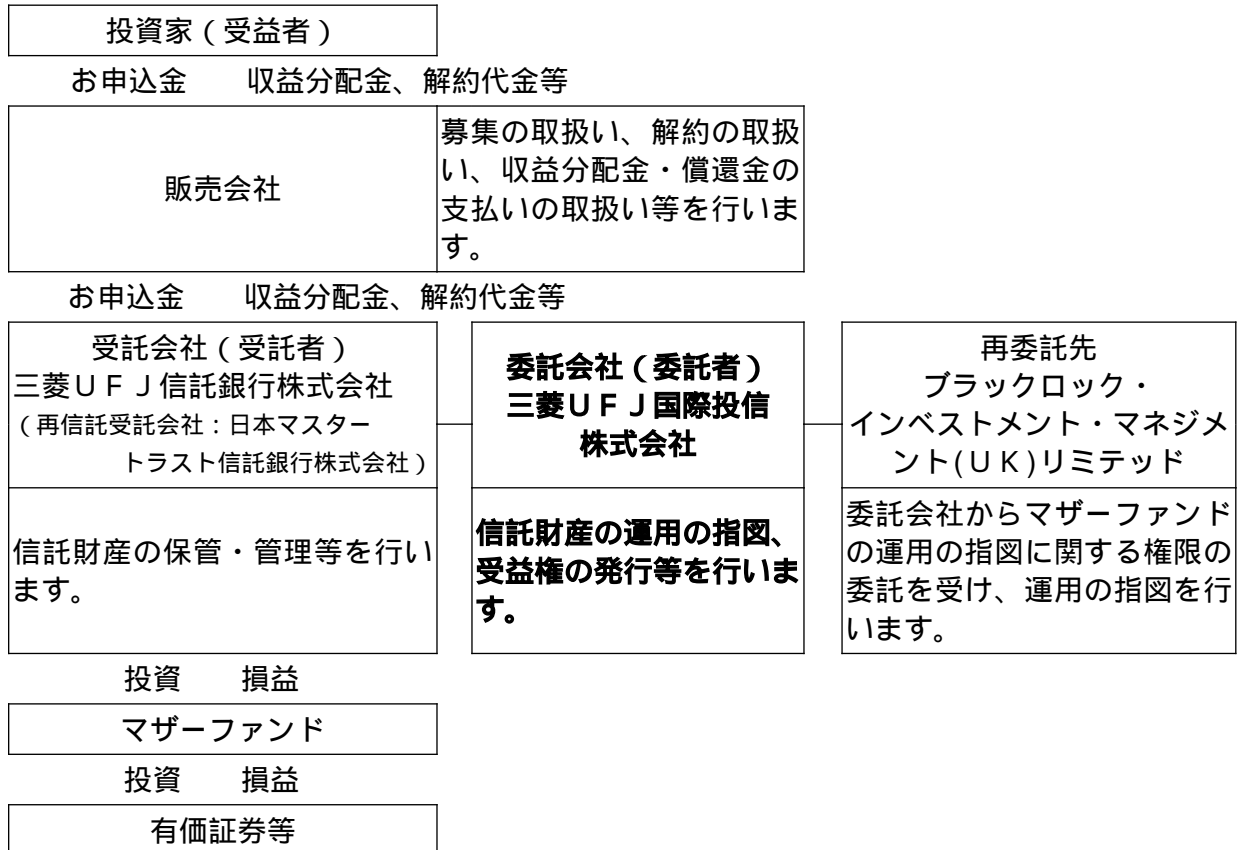 投資家(受益者)
お申込金　　収益分配金、解約代金等
販売会社
募集の取扱い、解約の取扱
い、収益分配金・償還金の
支払いの取扱い等を行いま
す。
お申込金　　収益分配金、解約代金等
受託会社(受託者)
三菱UFJ信託銀行株式会社
(再信託受託会社:日本マスター
トラスト信託銀行株式会社)
委託会社(委託者)
三菱UFJ国際投信
株式会社
再委託先
ブラックロック・
インベストメント・マネジメ
ント(UK)リミテッド
信託財産の保管・管理等を行い
ます。
信託財産の運用の指図、
受益権の発行等を行いま
す。
委託会社からマザーファンド
の運用の指図に関する権限の
委託を受け、運用の指図を行
います。
投資　　損益
マザーファンド
投資　　損益
有価証券等